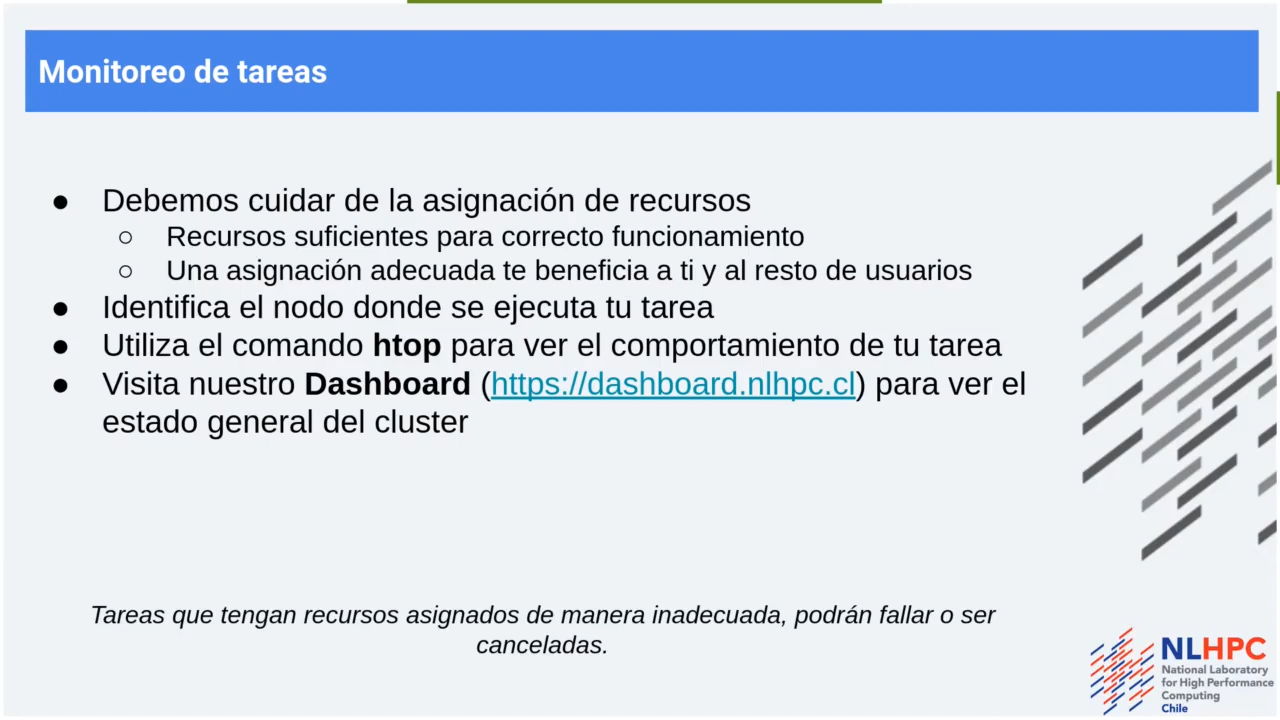 Monitoreo de tareas
● Debemos cuidar de la asignación de recursos
○ Recursos suficientes para correcto funcionamiento
○ Una asignación adecuada te beneficia a ti y al resto de usuarios
● Identifica el nodo donde se ejecuta tu tarea
● Utiliza el comando htop para ver el comportamiento de tu tarea
● Visita nuestro Dashboard (https://dashboard.nlhpc.cl) para ver el
estado general del cluster
Tareas que tengan recursos asignados de manera inadecuada, podrán fallar o ser
canceladas.
NLHPC
National Laboratory
for High Performance
Computing
Chile